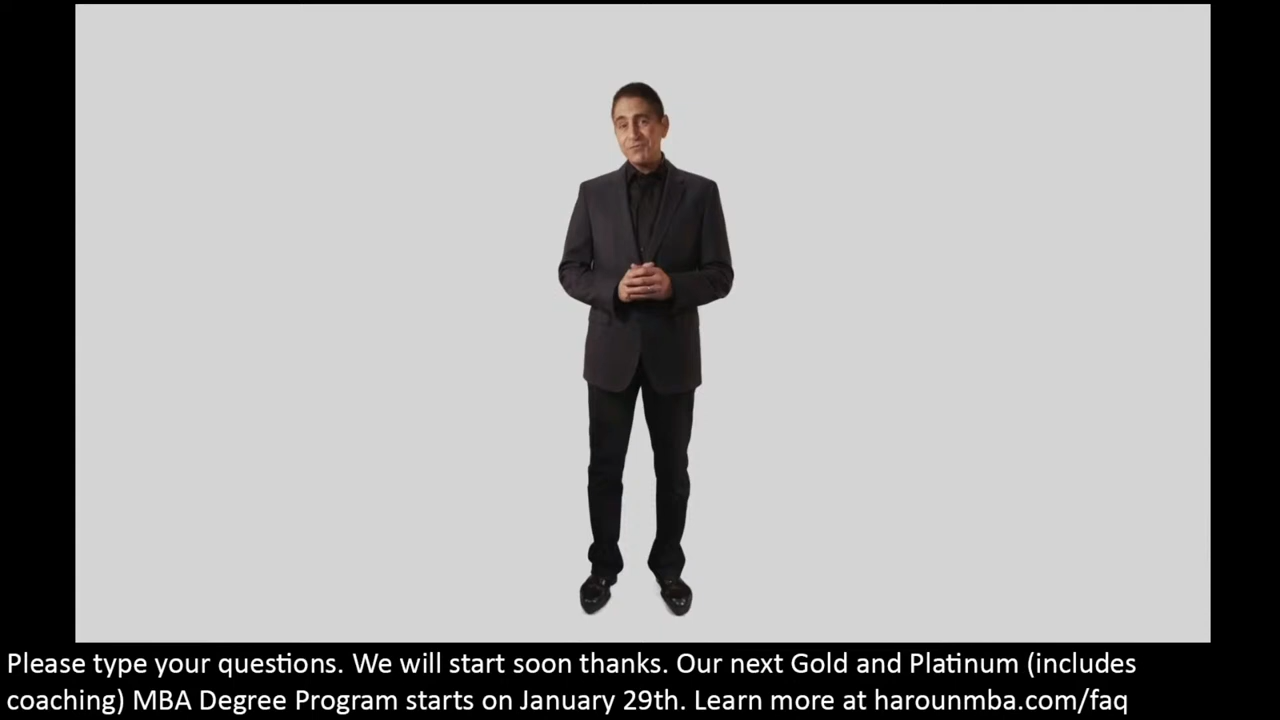 Please type your questions. We will start soon thanks. Our next Gold and Platinum (includes
coaching) MBA Degree Program starts on January 29th. Learn more at harounmba.com/faq